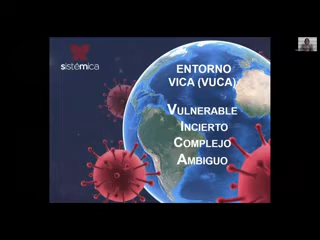 sistémica
ENTORNO
VICA (VUCA)
VULNERABLE
INCIERTO
COMPLEJO
AMBIGUO